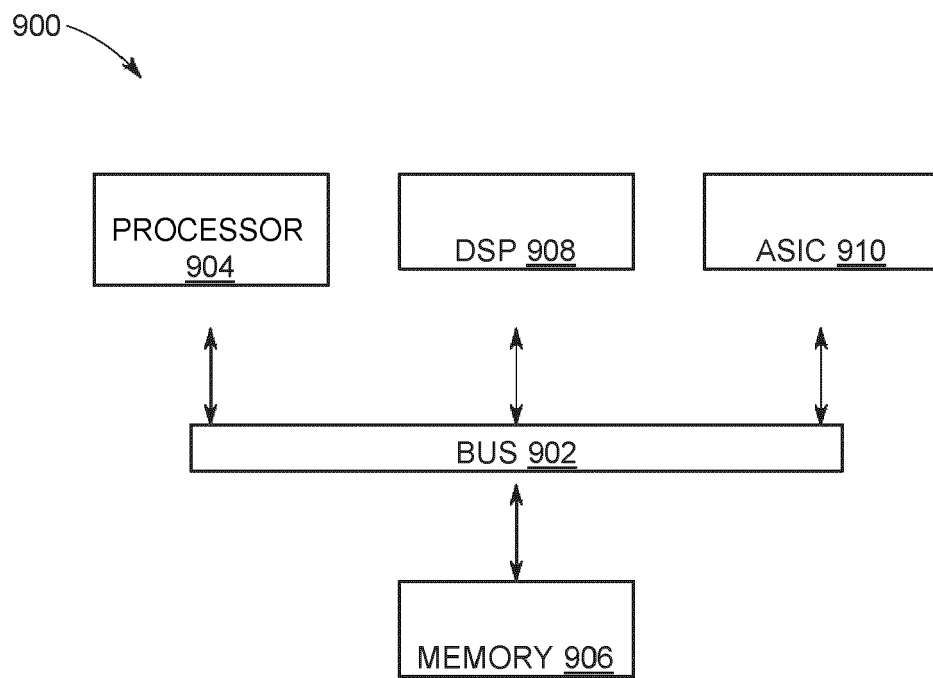 900
PROCESSOR
904
DSP 908
ASIC 910
BUS 902
MEMORY 906